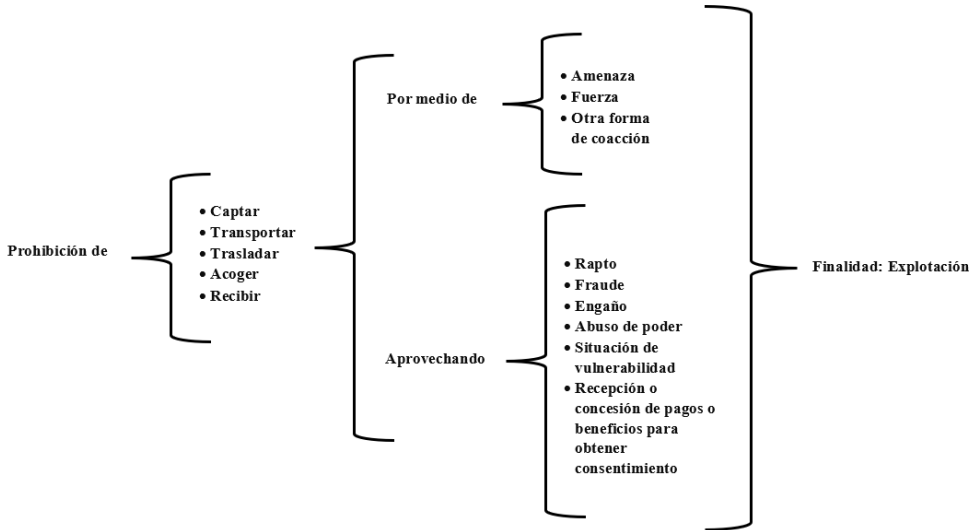 Prohibición de
• Captar
• Transportar
• Trasladar
• Acoger
• Recibir
Por medio de
• Amenaza
• Fuerza
• Otra forma
de coacción
Aprovechando
• Rapto
• Fraude
• Engaño
• Abuso de poder
• Situación de
vulnerabilidad
• Recepción o
concesión de pagos o
beneficios para
obtener
consentimiento
Finalidad: Explotación